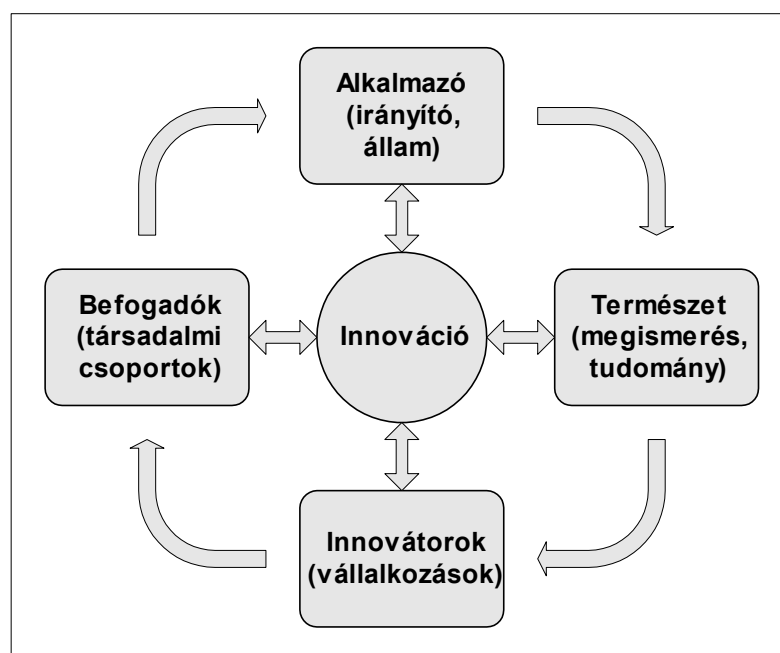 Alkalmazó
(irányító,
állam)
Befogadók
(társadalmi
csoportok)
Innováció
Természet
(megismerés,
tudomány)
Innovátorok
(vállalkozások)